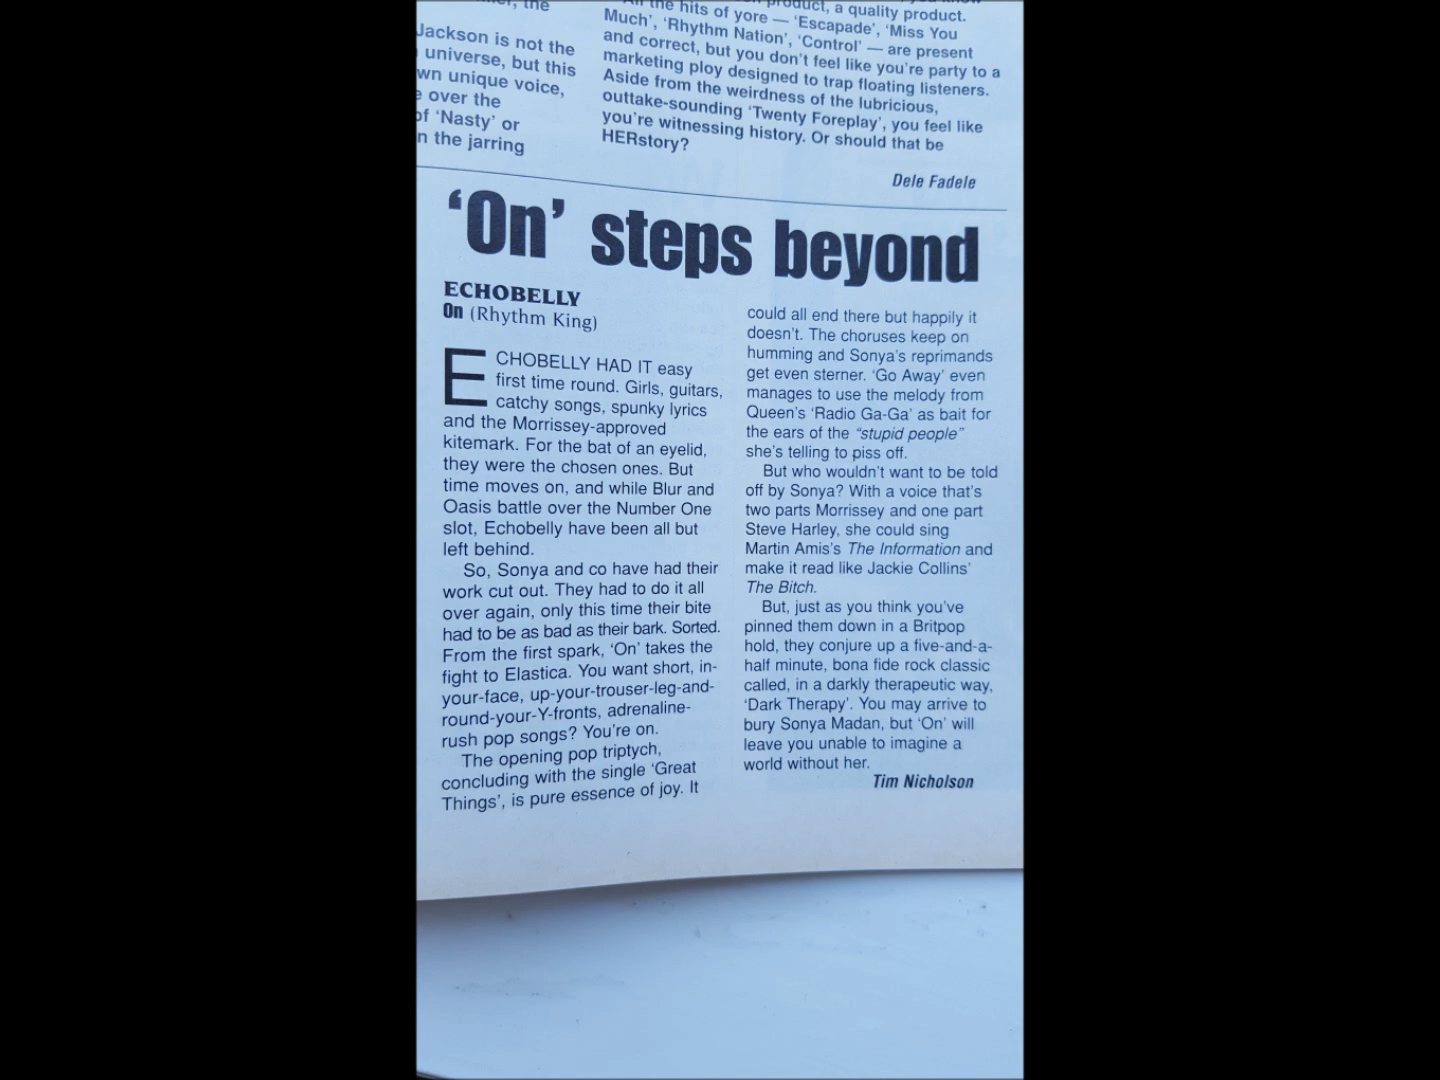 the
Jackson is not the
universe, but this
wn unique voice,
over the
of ‘Nasty’ or
n the jarring
product, a quality product.
the hits of yore — ‘Escapade’, ‘Miss You
Much’, ‘Rhythm Nation’, ‘Control’ — are present
and correct, but you don’t feel like you’re party to a
marketing ploy designed to trap floating listeners.
Aside from the weirdness of the lubricious,
outtake-sounding ‘Twenty Foreplay’, you feel like
you’re witnessing history. Or should that be
HERstory?
Dele Fadele
‘On’ steps beyond
ECHOBELLY
On (Rhythm King)
ECHOBELLY HAD IT easy
first time round. Girls, guitars,
catchy songs, spunky lyrics
and the Morrissey-approved
kitemark. For the bat of an eyelid,
they were the chosen ones. But
time moves on, and while Blur and
Oasis battle over the Number One
slot, Echobelly have been all but
left behind.
So, Sonya and co have had their
work cut out. They had to do it all
over again, only this time their bite
had to be as bad as their bark. Sorted.
From the first spark, ‘On’ takes the
fight to Elastica. You want short, in-
your-face, up-your-trouser-leg-and-
round-your-Y-fronts, adrenaline-
rush pop songs? You’re on.
The opening pop triptych,
concluding with the single ‘Great
Things’, is pure essence of joy. It
could all end there but happily it
doesn’t. The choruses keep on
humming and Sonya’s reprimands
get even sterner. ‘Go Away’ even
manages to use the melody from
Queen’s ‘Radio Ga-Ga’ as bait for
the ears of the “stupid people”
she’s telling to piss off.
But who wouldn’t want to be told
off by Sonya? With a voice that’s
two parts Morrissey and one part
Steve Harley, she could sing
Martin Amis’s The Information and
make it read like Jackie Collins’
The Bitch.
But, just as you think you’ve
pinned them down in a Britpop
hold, they conjure up a five-and-a-
half minute, bona fide rock classic
called, in a darkly therapeutic way,
‘Dark Therapy’. You may arrive to
bury Sonya Madan, but ‘On’ will
leave you unable to imagine a
world without her.
Tim Nicholson